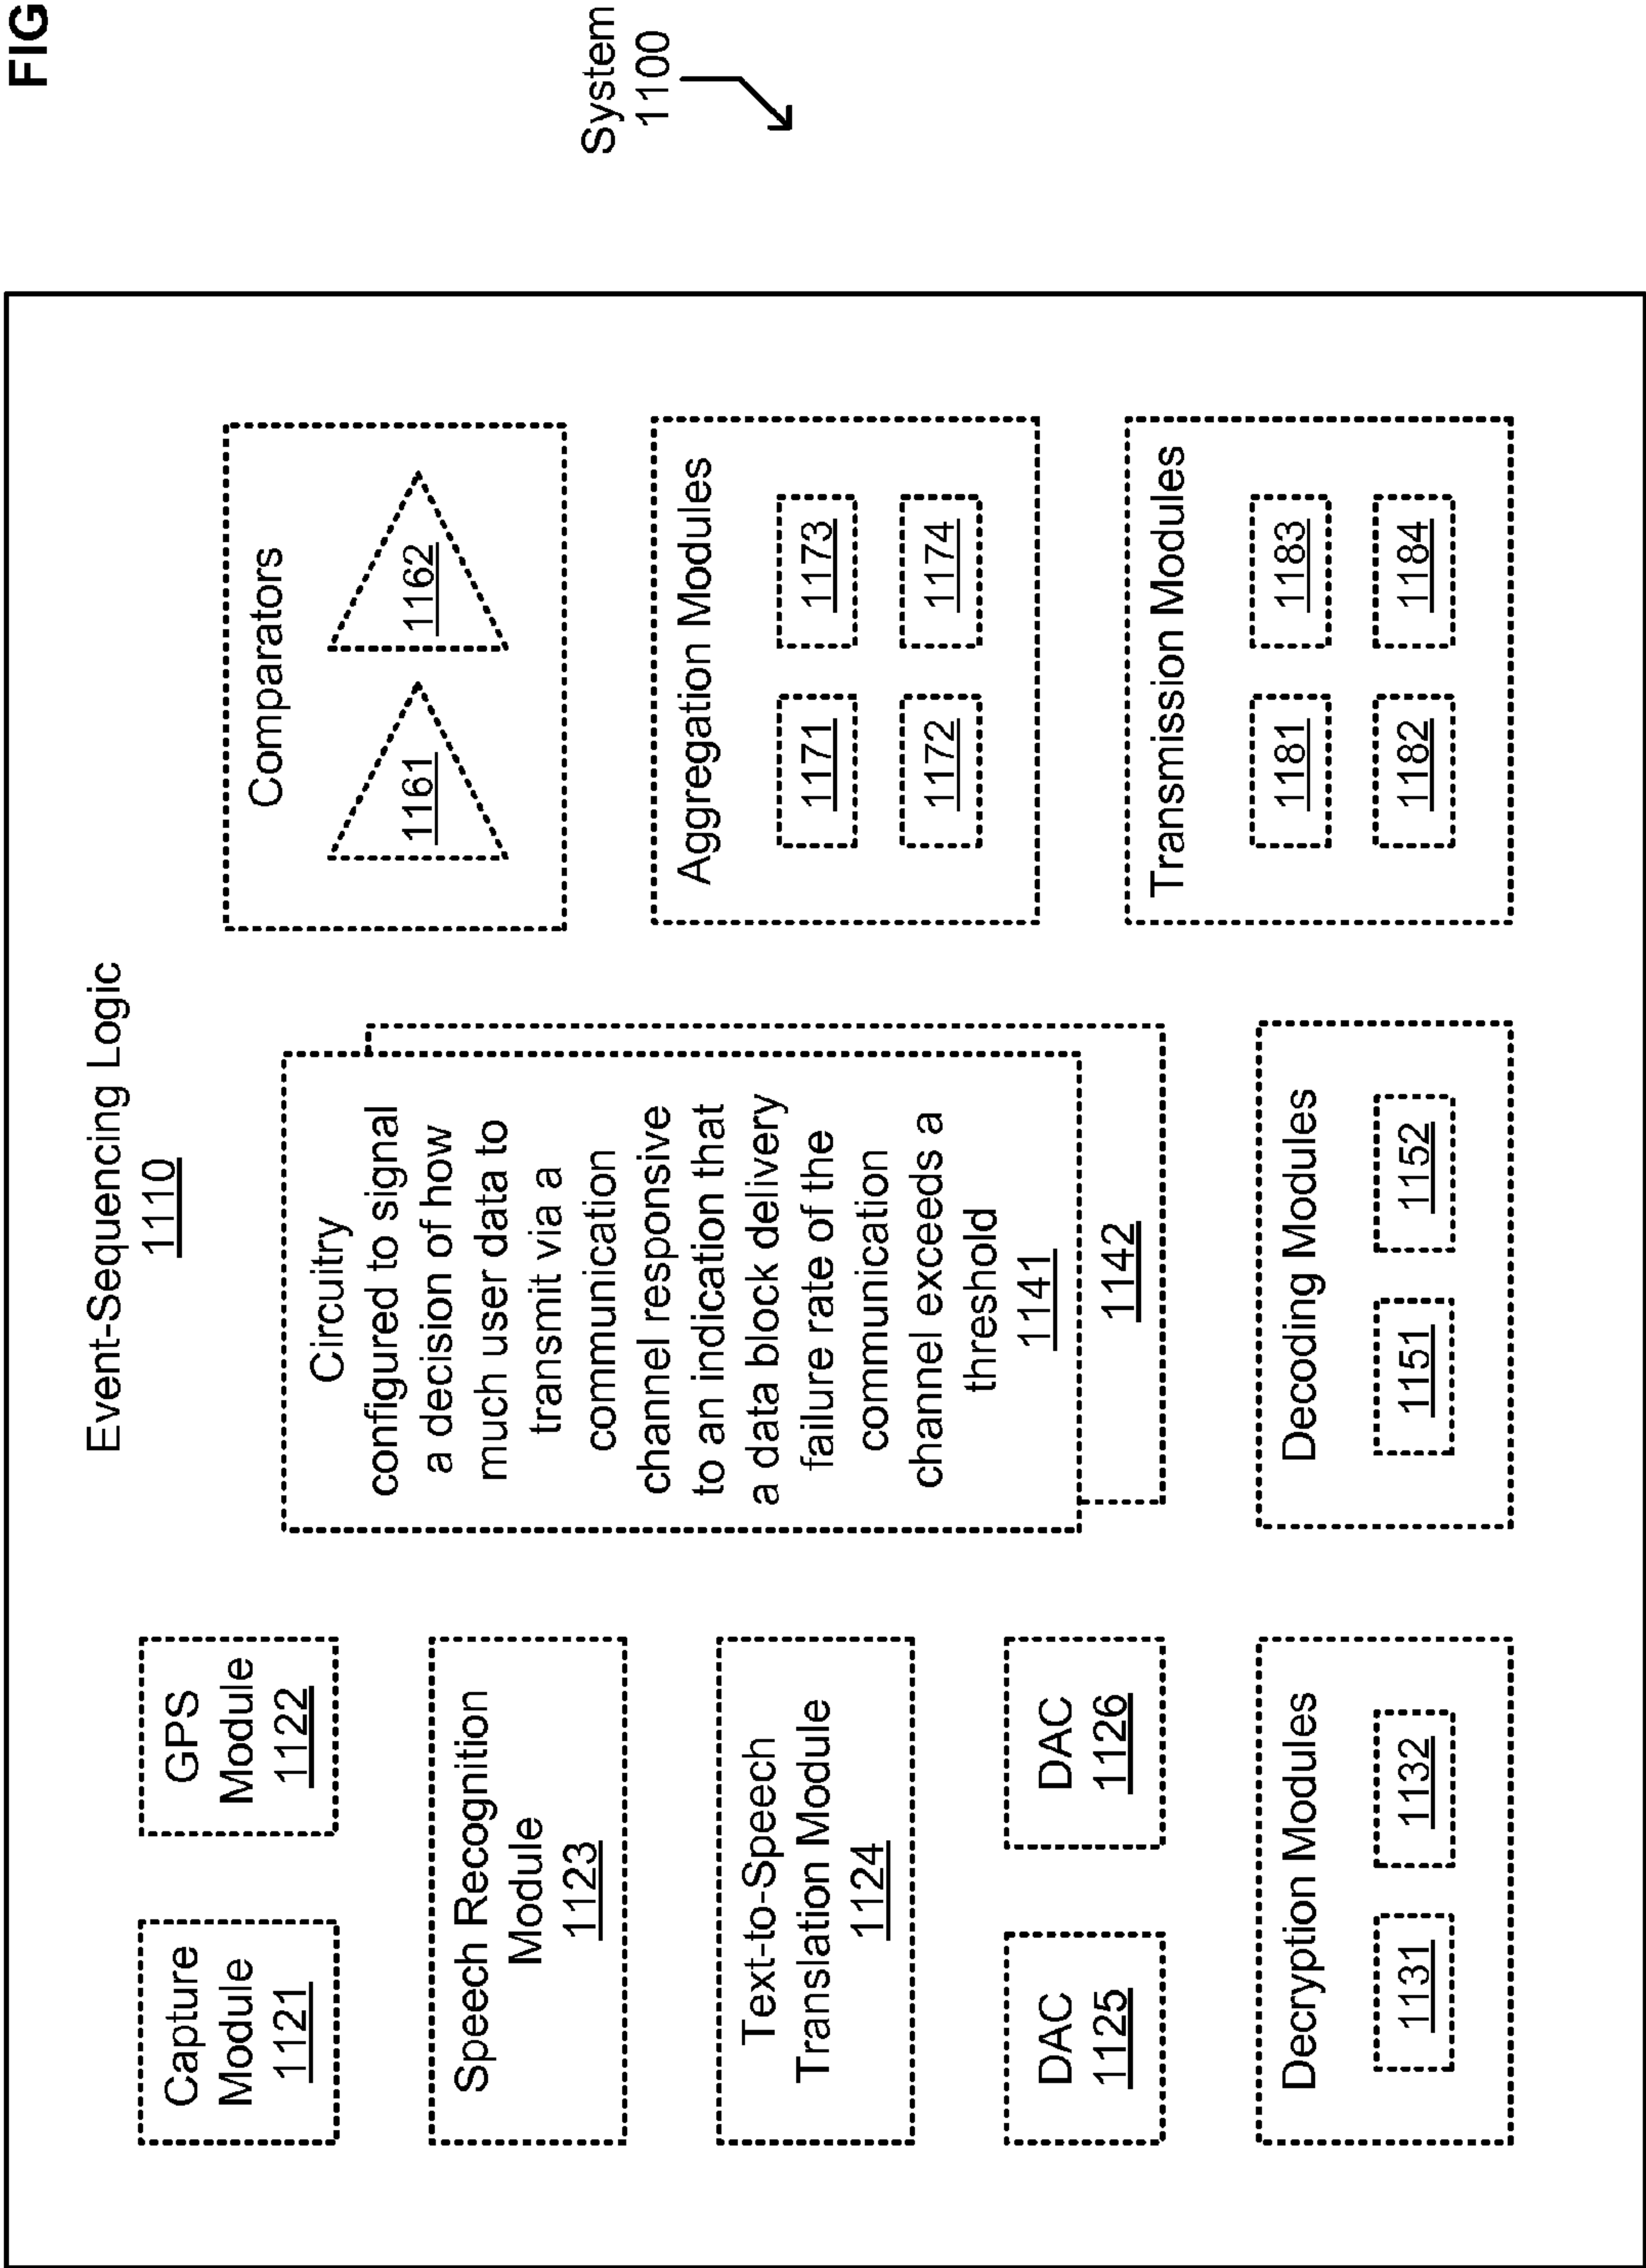 FIG
System
1100
Event-Sequencing Logic
1110
Capture
Module
1121
GPS
Module
1122
Speech Recognition
Module
1123
Text-to-Speech
Translation Module
1124
DAC
1125
DAC
1126
Decryption Modules
1131
1132
Circuitry
configured to signal
a decision of how
much user data to
transmit via a
communication
channel responsive
to an indication that
a data block delivery
failure rate of the
communication
channel exceeds a
threshold
1141
1142
Decoding Modules
1151
1152
Comparators
1161
1162
Aggregation Modules
1171
1173
1172
1174
Transmission Modules
1181
1183
1182
1184